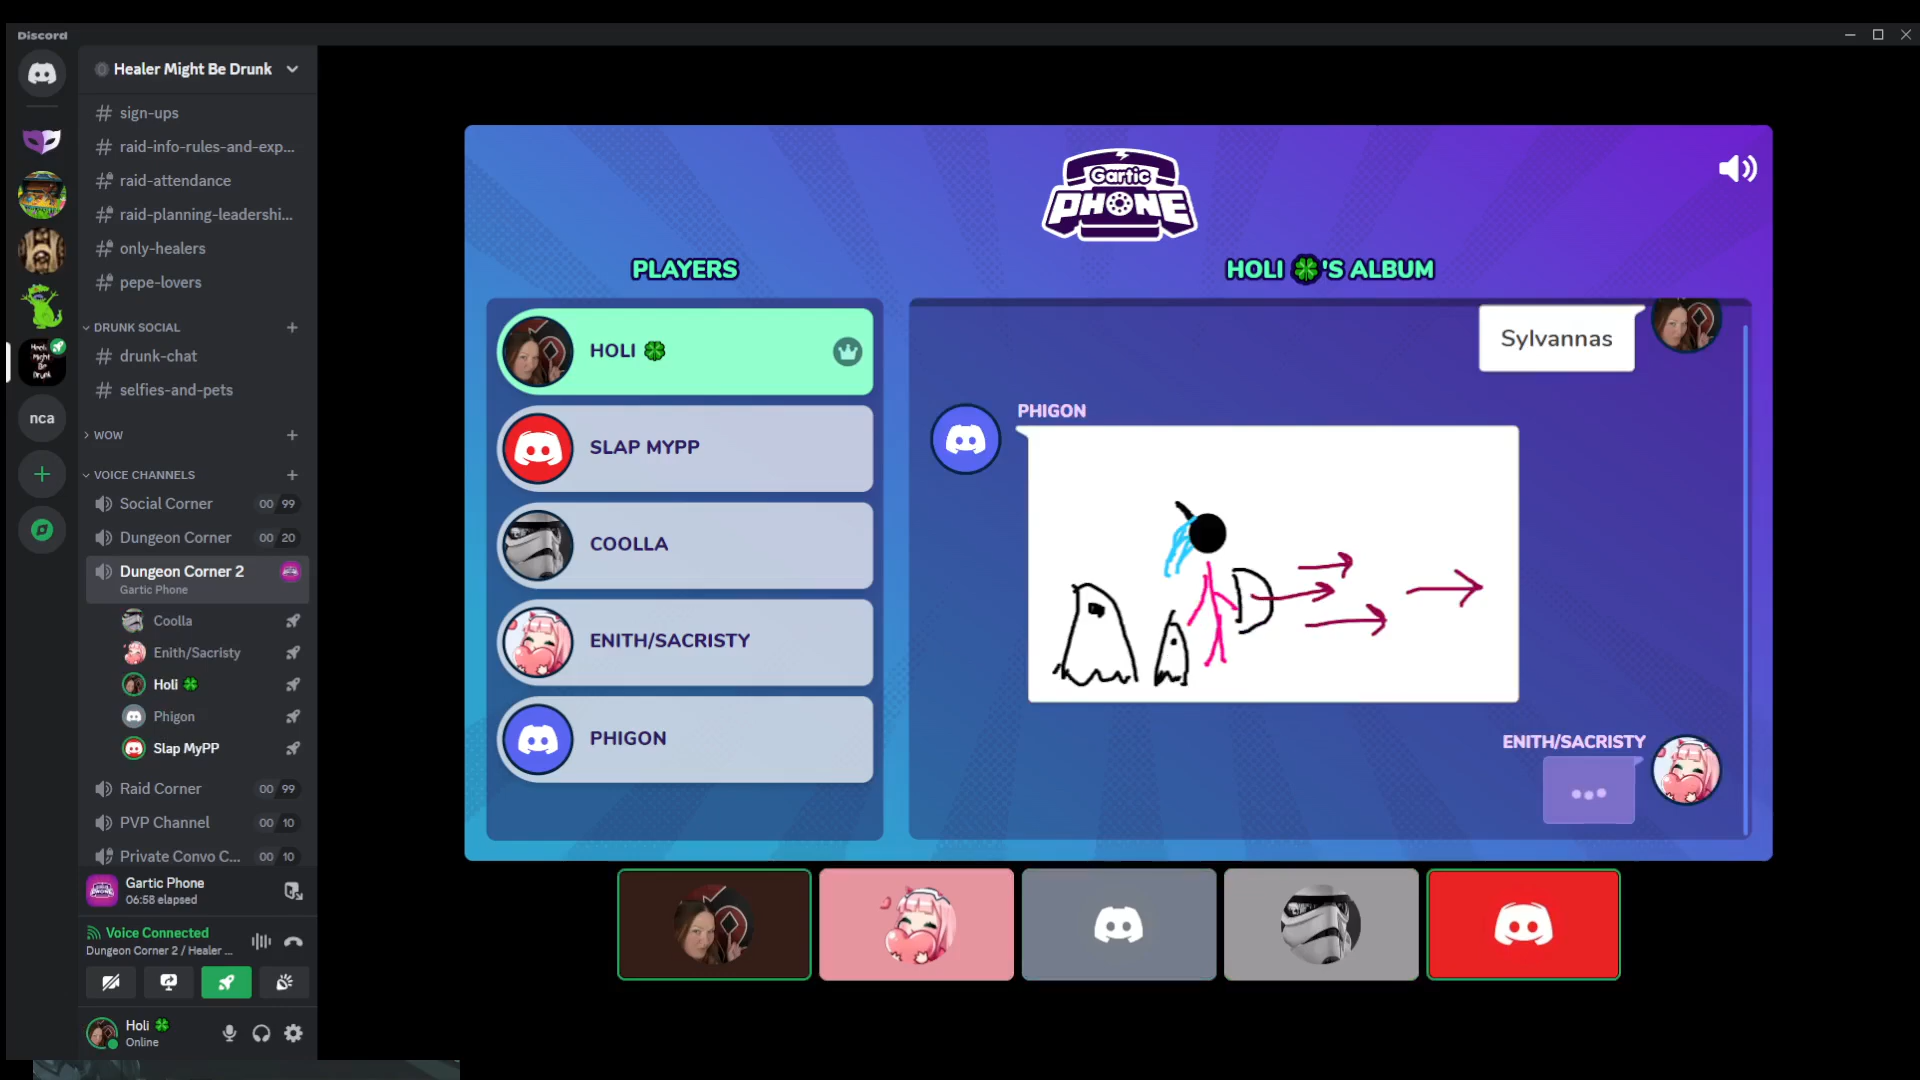 Discord
Healer Might Be Drunk
sign-ups
raid-info-rules-and-exp...
raid-attendance
raid-planning-leadershi...
only-healers
pepe-lovers
DRUNK SOCIAL
drunk-chat
selfies-and-pets
nca
WOW
VOICE CHANNELS
Social Corner 00 99
Dungeon Corner 00 20
Dungeon Corner 2
Gartic Phone
Coolla
Enith/Sacristy
Holi
Phigon
Slap MyPP
Raid Corner 00 99
PVP Channel 00 10
Private Convo C... 00 10
Gartic Phone
06:58 elapsed
Voice Connected
Dungeon Corner 2 / Healer ...
Holi
Online
Gartic
PHONE
PLAYERS
HOLI
SLAP MYPP
COOLLA
ENITH/SACRISTY
PHIGON
HOLI 'S ALBUM
Sylvannas
PHIGON
ENITH/SACRISTY
...